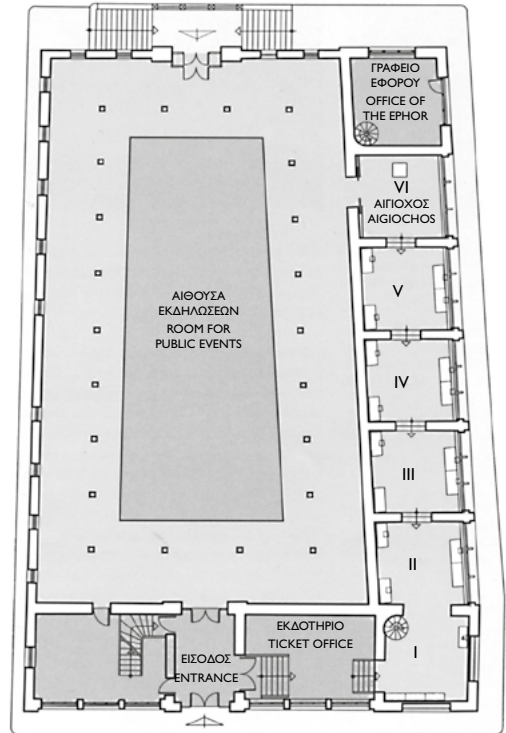 ΓΡΑΦΕΙΟ
ΕΦΟΡΟΥ
OFFICE OF
THE EPHOR
VI
ΑΙΓΙΟΧΟΣ
AIGIOCHOS
V
ΑΙΘΟΥΣΑ
ΕΚΔΗΛΩΣΕΩΝ
ROOM FOR
PUBLIC EVENTS
IV
III
II
ΕΚΔΟΤΗΡΙΟ
TICKET OFFICE
I
ΕΙΣΟΔΟΣ
ENTRANCE